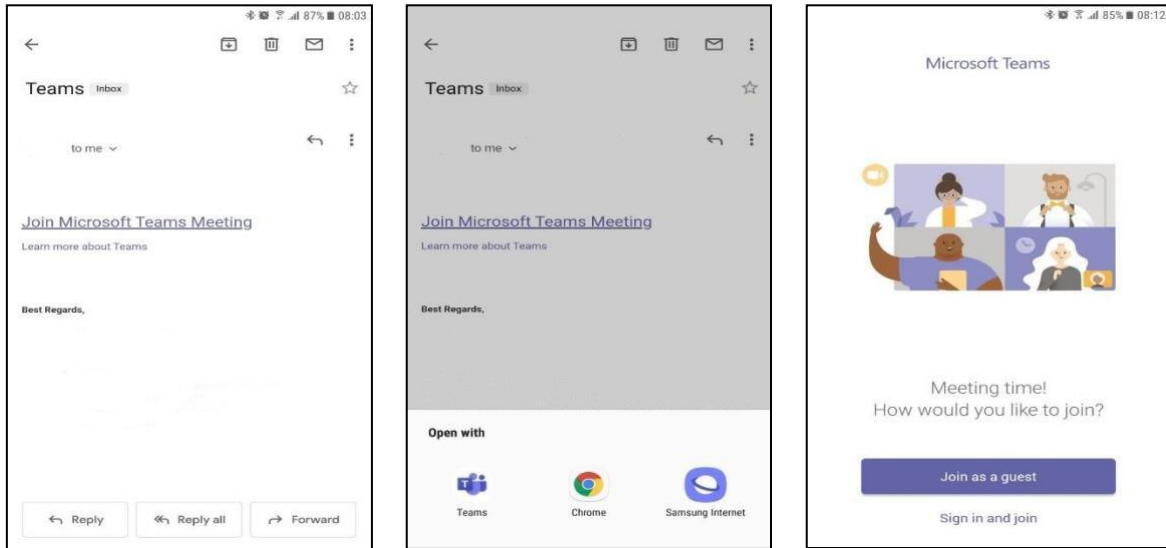 87% 08:03
Teams Inbox
to me
Join Microsoft Teams Meeting
Learn more about Teams
Best Regards,
Reply
Reply all
Forward
Teams Inbox
to me
Join Microsoft Teams Meeting
Learn more about Teams
Best Regards,
Open with
Teams
Chrome
Samsung Internet
85% 08:12
Microsoft Teams
Meeting time!
How would you like to join?
Join as a guest
Sign in and join